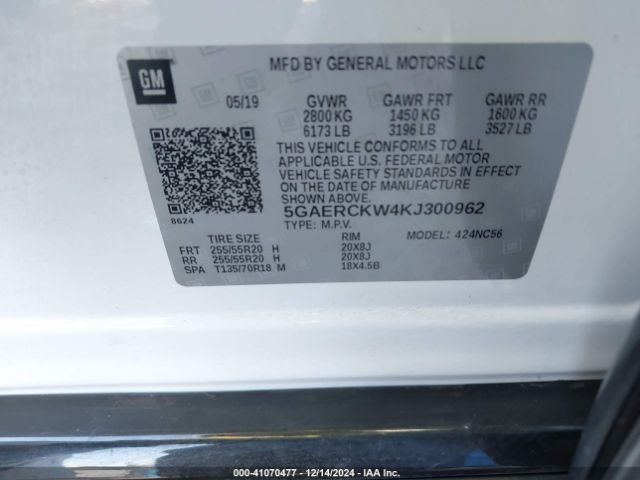 GM
MFD BY GENERAL MOTORS LLC
05/19 GVWR GAWR FRT GAWR RR
2800 KG 1450 KG 1600 KG
6173 LB 3196 LB 3527 LB
THIS VEHICLE CONFORMS TO ALL
APPLICABLE U.S. FEDERAL MOTOR
VEHICLE SAFETY STANDARDS IN EFFECT
ON THE DATE OF MANUFACTURE
SHOWN ABOVE.
8624
5GAERCKW4KJ300962
TYPE: M.P.V. MODEL: 424NC56
TIRE SIZE RIM
FRT 255/55R20 H 20X8J
RR 255/55R20 H 20X8J
SPA T135/70R18 M 18X4.5B
000-41070477 - 12/14/2024 - IAA Inc.